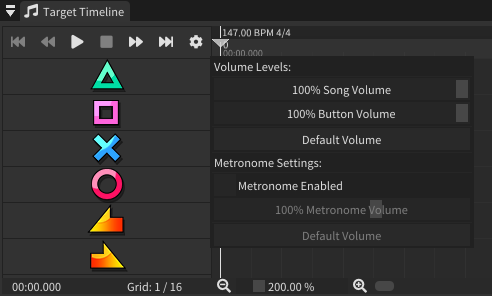 Target Timeline
147.00 BPM 4/4
0
00:00.000
Volume Levels:
100% Song Volume
100% Button Volume
Default Volume
Metronome Settings:
Metronome Enabled
100% Metronome Volume
Default Volume
00:00.000
Grid: 1 / 16
200.00 %